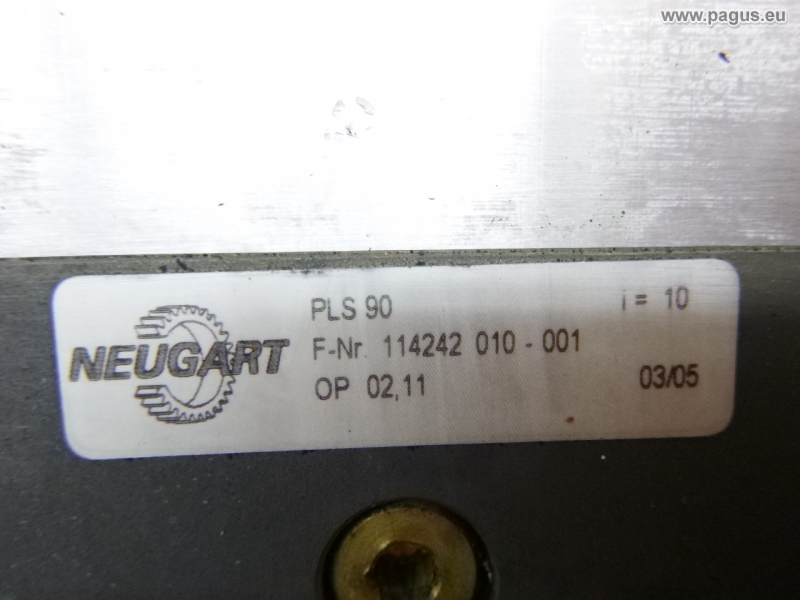 www.pagus.eu
PLS 90 i = 10
NEUGART
F-Nr. 114242 010 - 001
OP 02,11 03/05